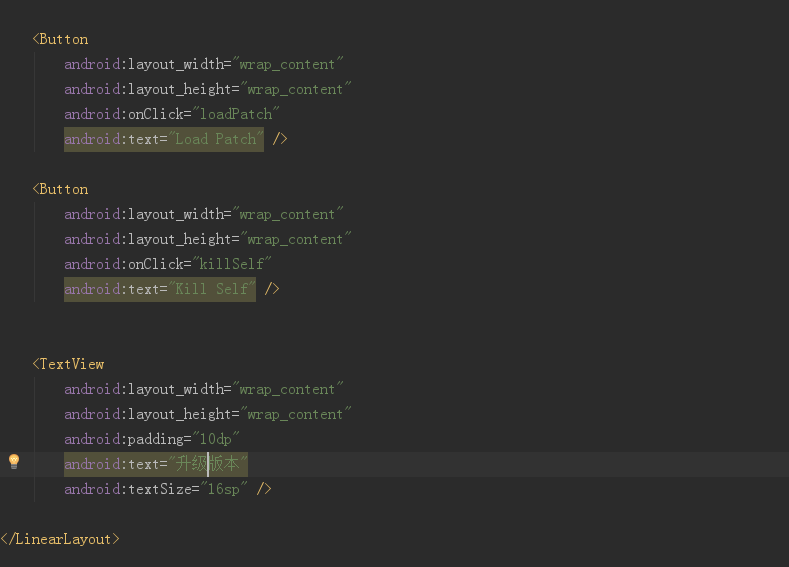 <Button
android:layout_width="wrap_content"
android:layout_height="wrap_content"
android:onClick="loadPatch"
android:text="Load Patch" />
<Button
android:layout_width="wrap_content"
android:layout_height="wrap_content"
android:onClick="killSelf"
android:text="Kill Self" />
<TextView
android:layout_width="wrap_content"
android:layout_height="wrap_content"
android:padding="10dp"
android:text="升级版本"
android:textSize="16sp" />
</LinearLayout>